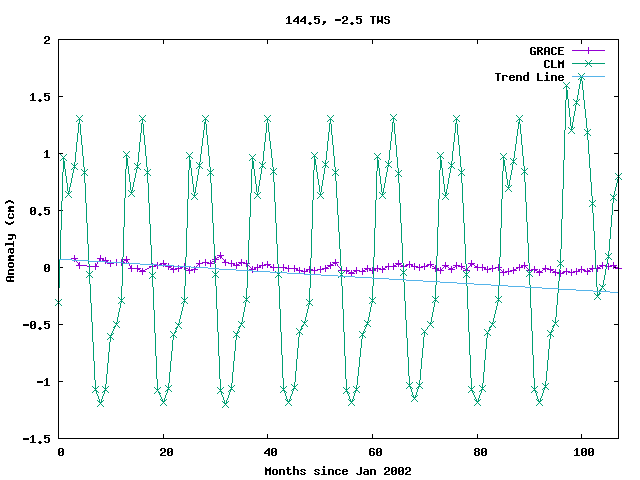 144.5, -2.5 TWS
GRACE
CLM
Trend Line
2
1.5
1
0.5
0
-0.5
-1
-1.5
Anomaly (cm)
0 20 40 60 80 100
Months since Jan 2002